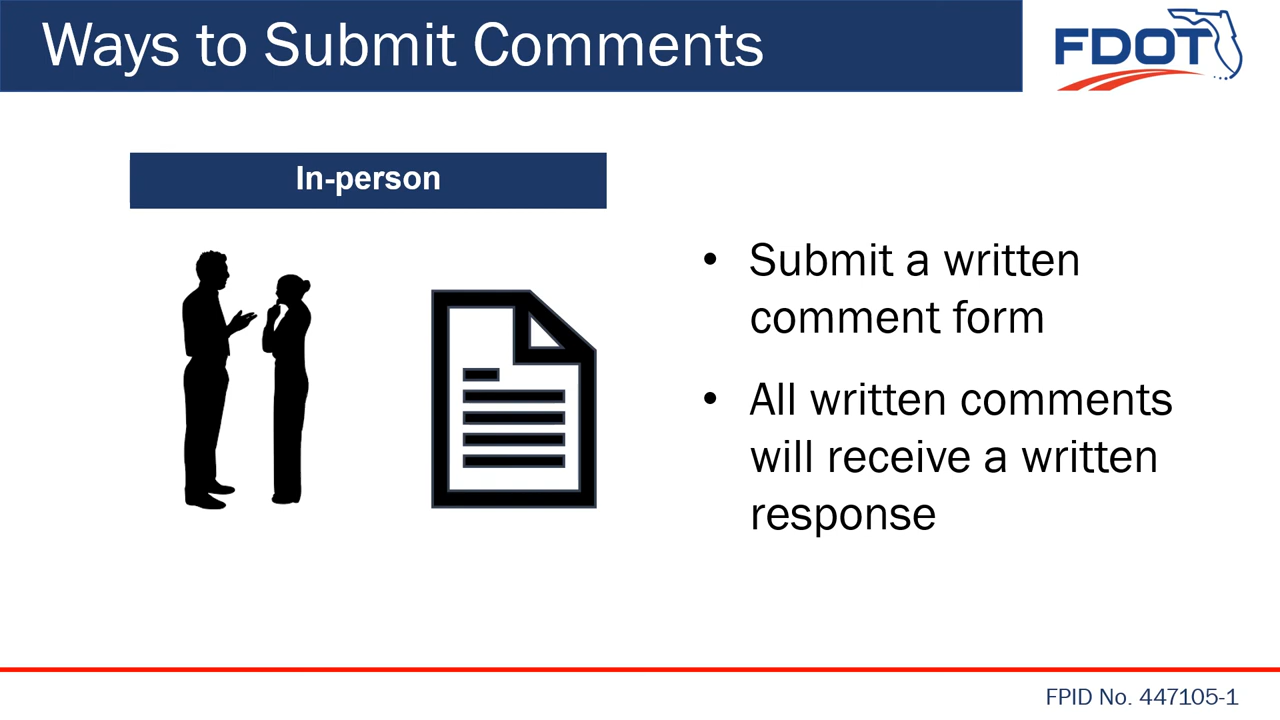 Ways to Submit Comments
FDOT
In-person
• Submit a written
comment form
• All written comments
will receive a written
response
FPID No. 447105-1